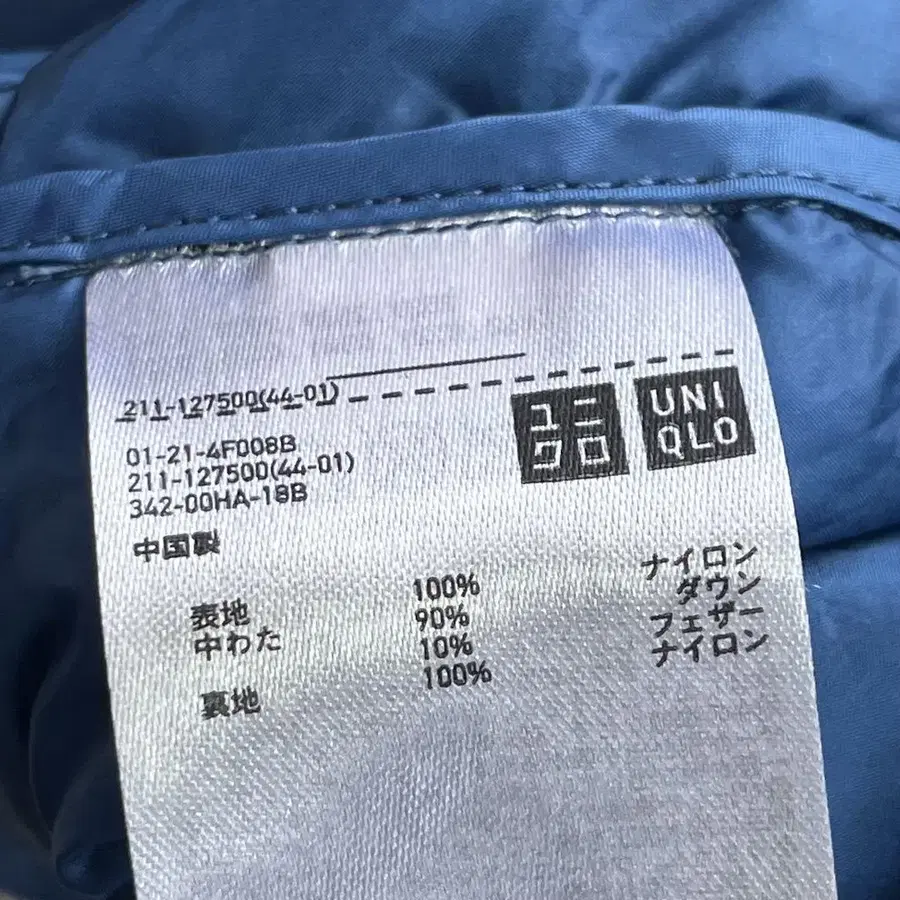 211-127500(44-01)
ユニクロ
UNIQLO
01-21-4F008B
211-127500(44-01)
342-00HA-18B
中国製
表地 100% ナイロン
中わた 90% ダウン
10% フェザー
裏地 100% ナイロン